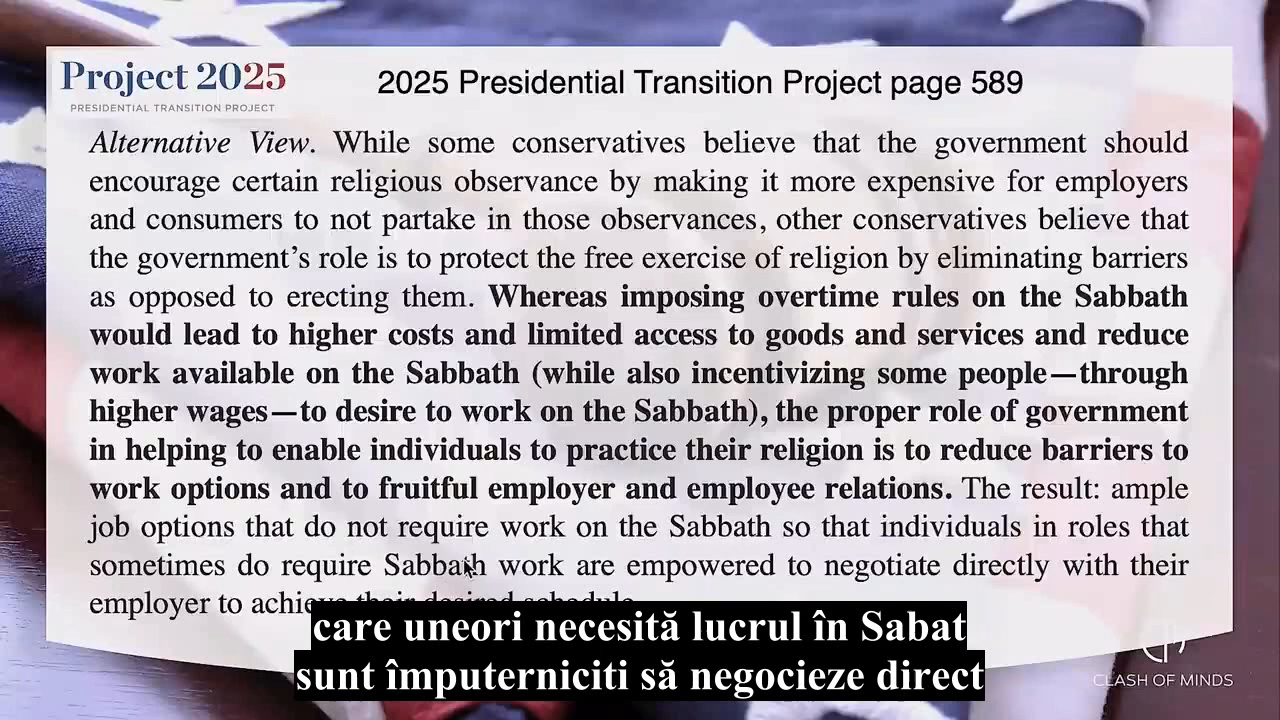 Project 2025
PRESIDENTIAL TRANSITION PROJECT
2025 Presidential Transition Project page 589
Alternative View. While some conservatives believe that the government should
encourage certain religious observance by making it more expensive for employers
and consumers to not partake in those observances, other conservatives believe that
the government’s role is to protect the free exercise of religion by eliminating barriers
as opposed to erecting them. Whereas imposing overtime rules on the Sabbath
would lead to higher costs and limited access to goods and services and reduce
work available on the Sabbath (while also incentivizing some people—through
higher wages—to desire to work on the Sabbath), the proper role of government
in helping to enable individuals to practice their religion is to reduce barriers to
work options and to fruitful employer and employee relations. The result: ample
job options that do not require work on the Sabbath so that individuals in roles that
sometimes do require Sabbath work are empowered to negotiate directly with their
employer to achieve their desired schedule.
care uneori necesită lucrul în Sabat
sunt împuterniciti să negocieze direct
CLASH OF MINDS